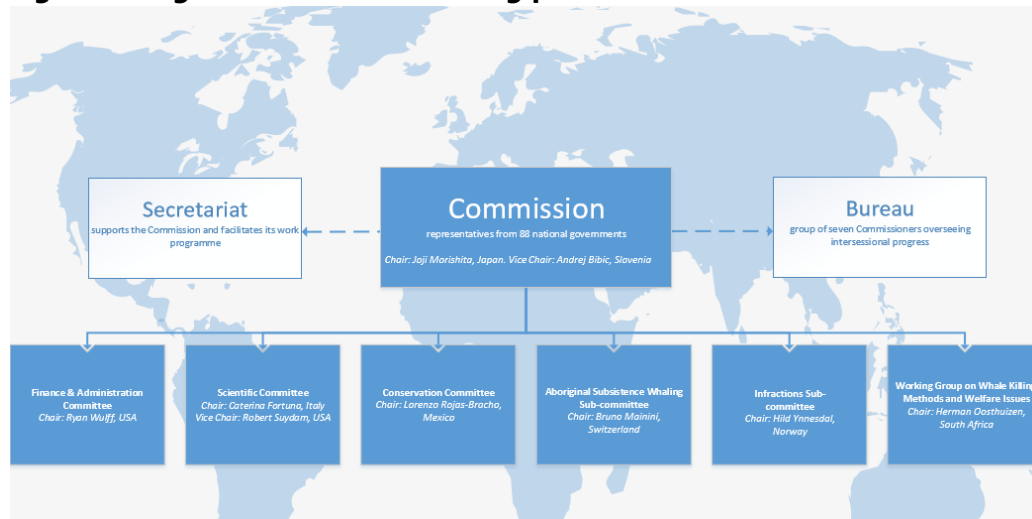 Secretariat
supports the Commission and facilitates its work
programme
Commission
representatives from 88 national governments
Chair: Joji Morishita, Japan. Vice Chair: Andrej Bibic, Slovenia
Bureau
group of seven Commissioners overseeing
intersessional progress
Finance & Administration
Committee
Chair: Ryan Wulff, USA
Scientific Committee
Chair: Caterina Fortuna, Italy
Vice Chair: Robert Suydam, USA
Conservation Committee
Chair: Lorenzo Rojas-Bracho,
Mexico
Aboriginal Subsistence Whaling
Sub-committee
Chair: Bruno Mainini,
Switzerland
Infractions Sub-
committee
Chair: Hild Ynnesdal,
Norway
Working Group on Whale Killing
Methods and Welfare Issues
Chair: Herman Oosthuizen,
South Africa